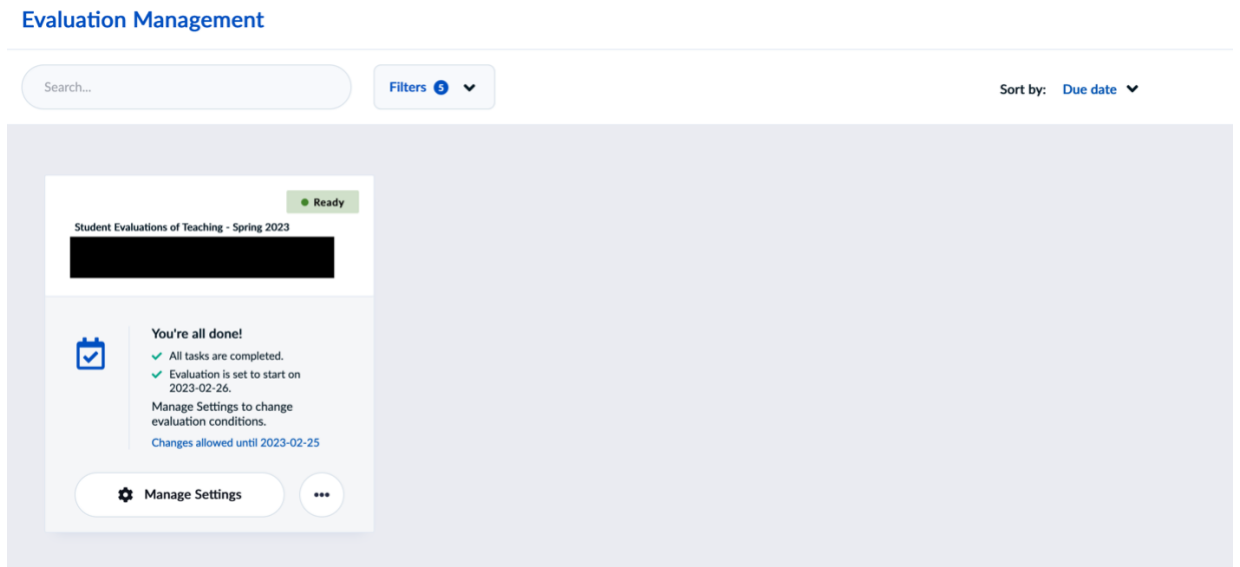 Evaluation Management
Search...
Filters 5
Sort by: Due date
Ready
Student Evaluations of Teaching - Spring 2023
You're all done!
All tasks are completed.
Evaluation is set to start on
2023-02-26.
Manage Settings to change
evaluation conditions.
Changes allowed until 2023-02-25
Manage Settings